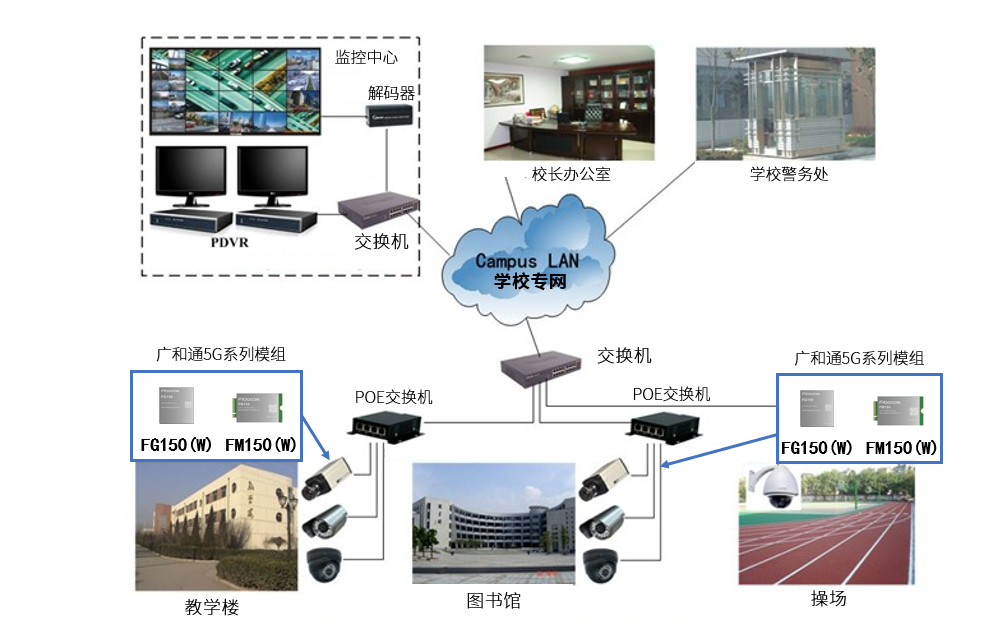 监控中心
解码器
PDVR
交换机
校长办公室
学校警务处
Campus LAN
学校专网
交换机
广和通5G系列模组
FG150(W) FM150(W)
POE交换机
POE交换机
广和通5G系列模组
FG150(W) FM150(W)
教学楼
图书馆
操场